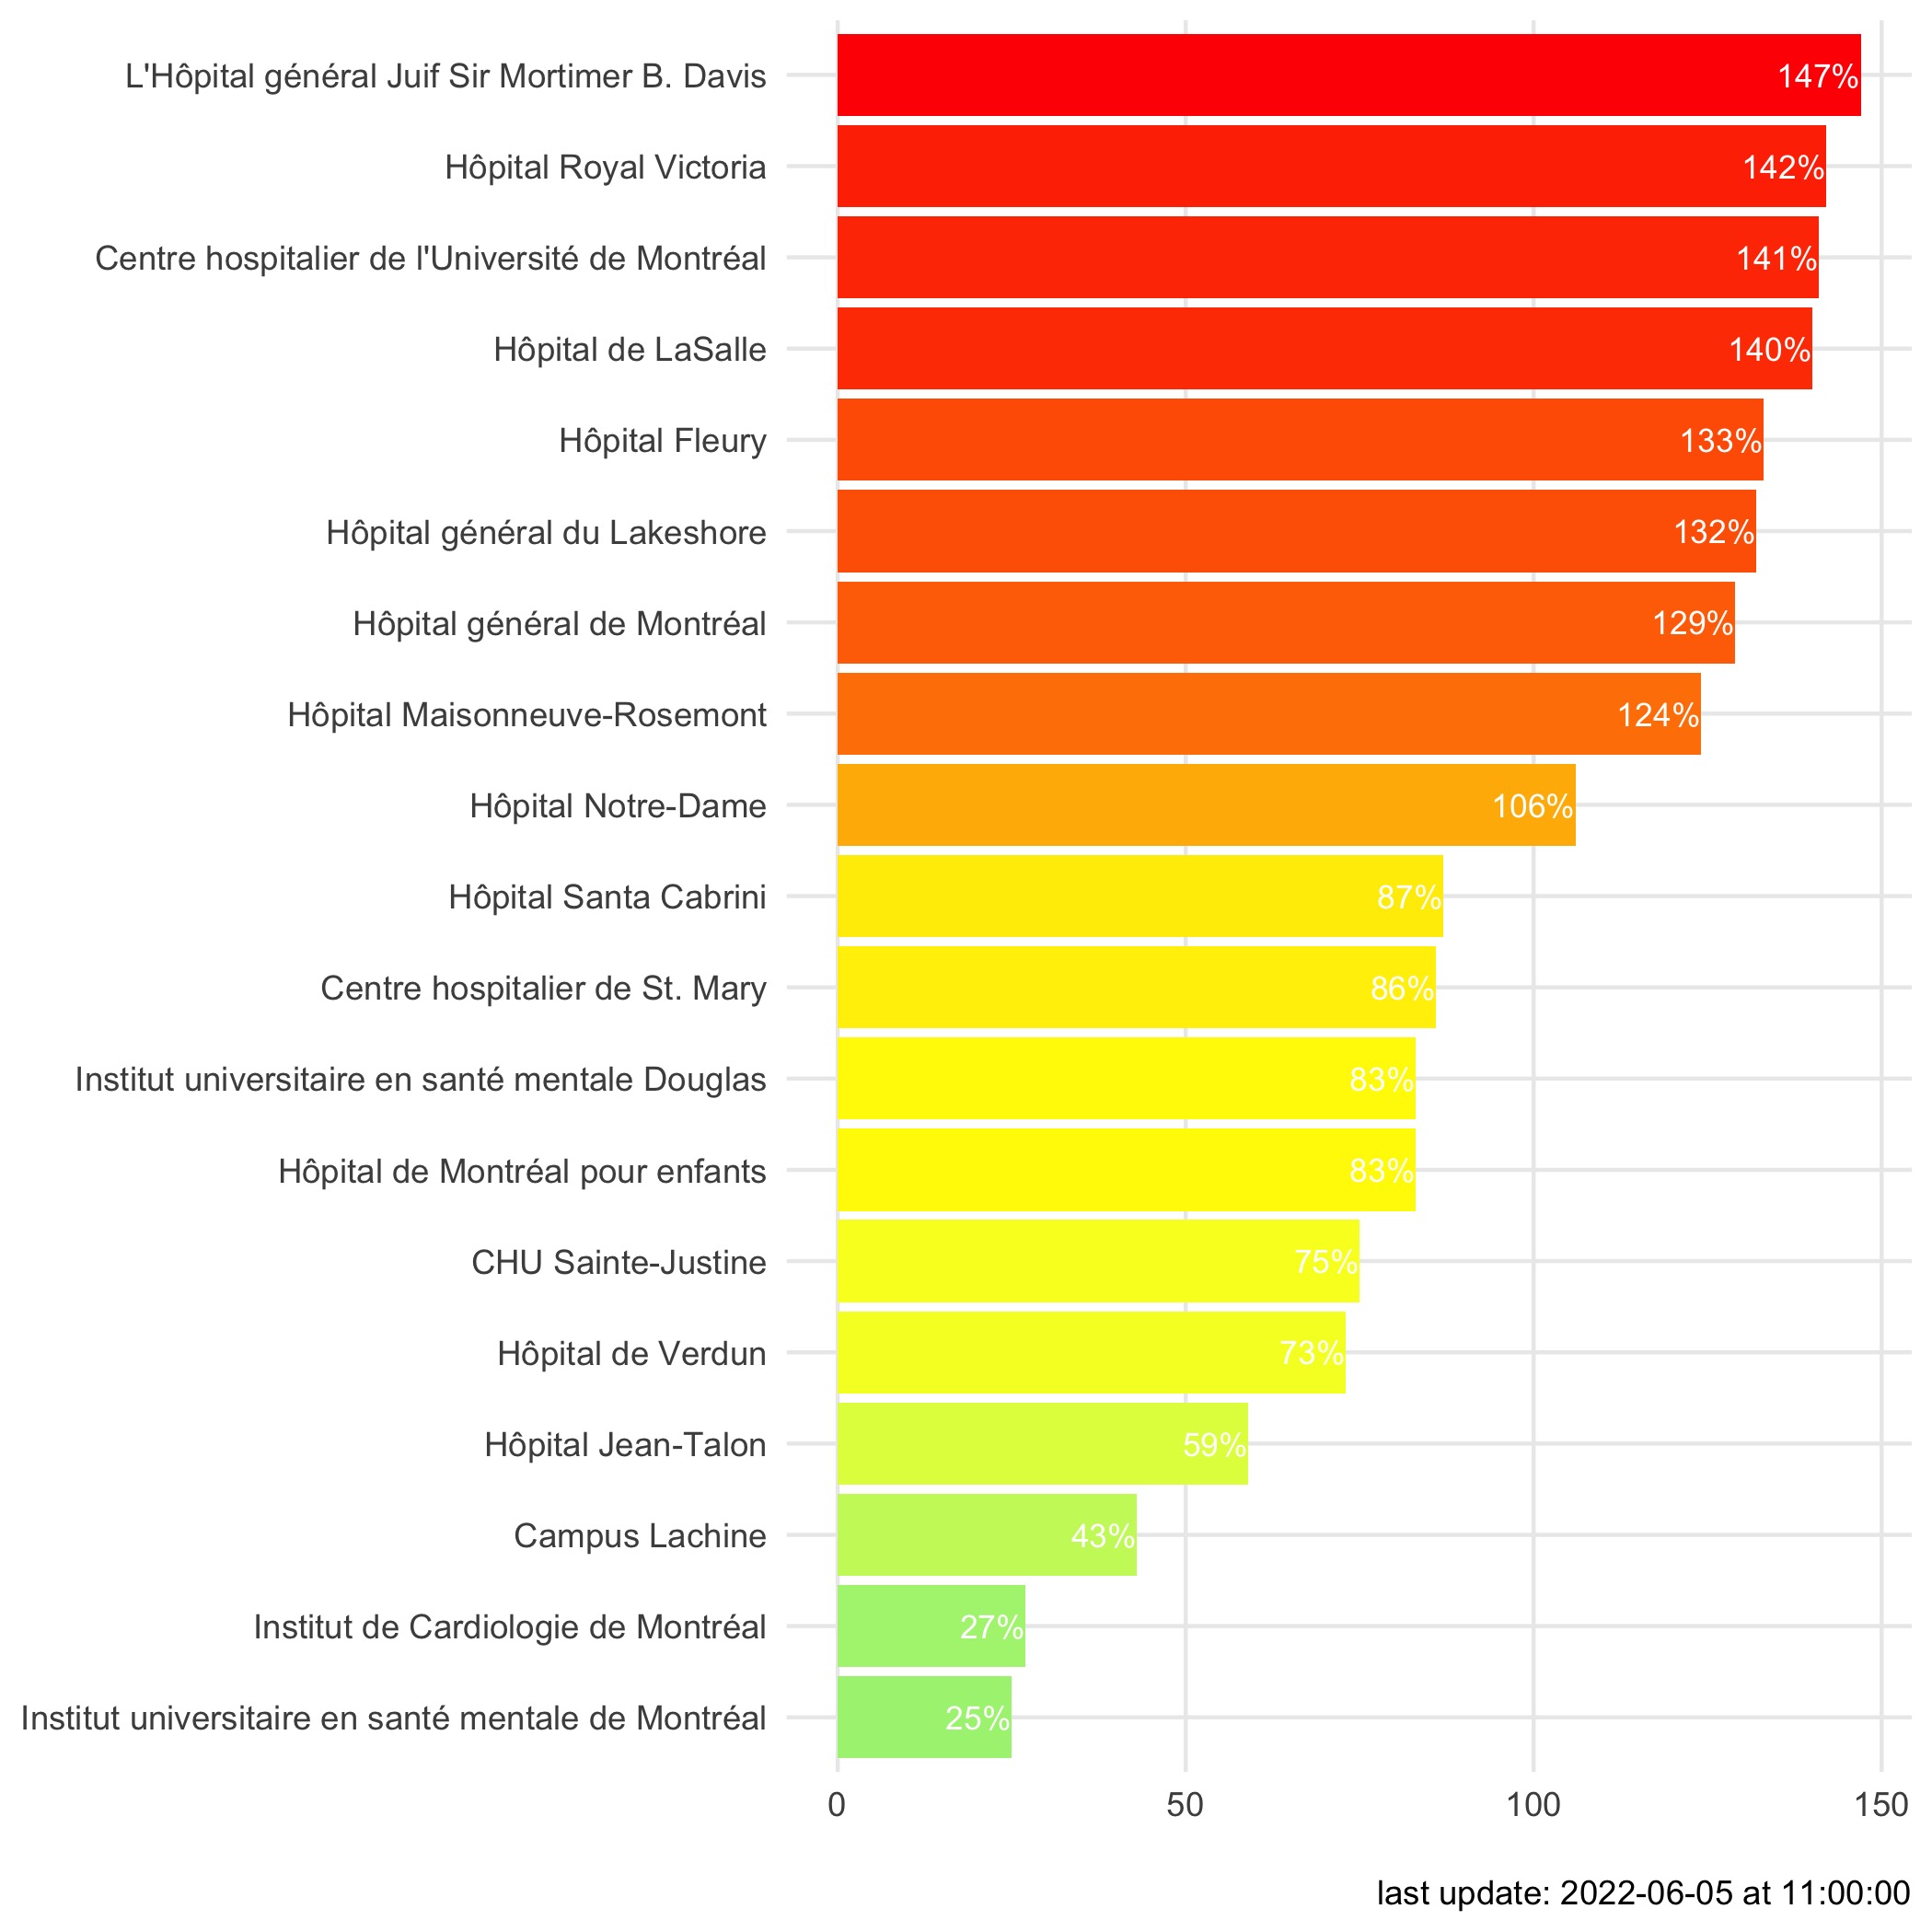 L'Hôpital général Juif Sir Mortimer B. Davis 147%
Hôpital Royal Victoria 142%
Centre hospitalier de l'Université de Montréal 141%
Hôpital de LaSalle 140%
Hôpital Fleury 133%
Hôpital général du Lakeshore 132%
Hôpital général de Montréal 129%
Hôpital Maisonneuve-Rosemont 124%
Hôpital Notre-Dame 106%
Hôpital Santa Cabrini 87%
Centre hospitalier de St. Mary 86%
Institut universitaire en santé mentale Douglas 83%
Hôpital de Montréal pour enfants 83%
CHU Sainte-Justine 75%
Hôpital de Verdun 73%
Hôpital Jean-Talon 59%
Campus Lachine 43%
Institut de Cardiologie de Montréal 27%
Institut universitaire en santé mentale de Montréal 25%
0 50 100 150
last update: 2022-06-05 at 11:00:00